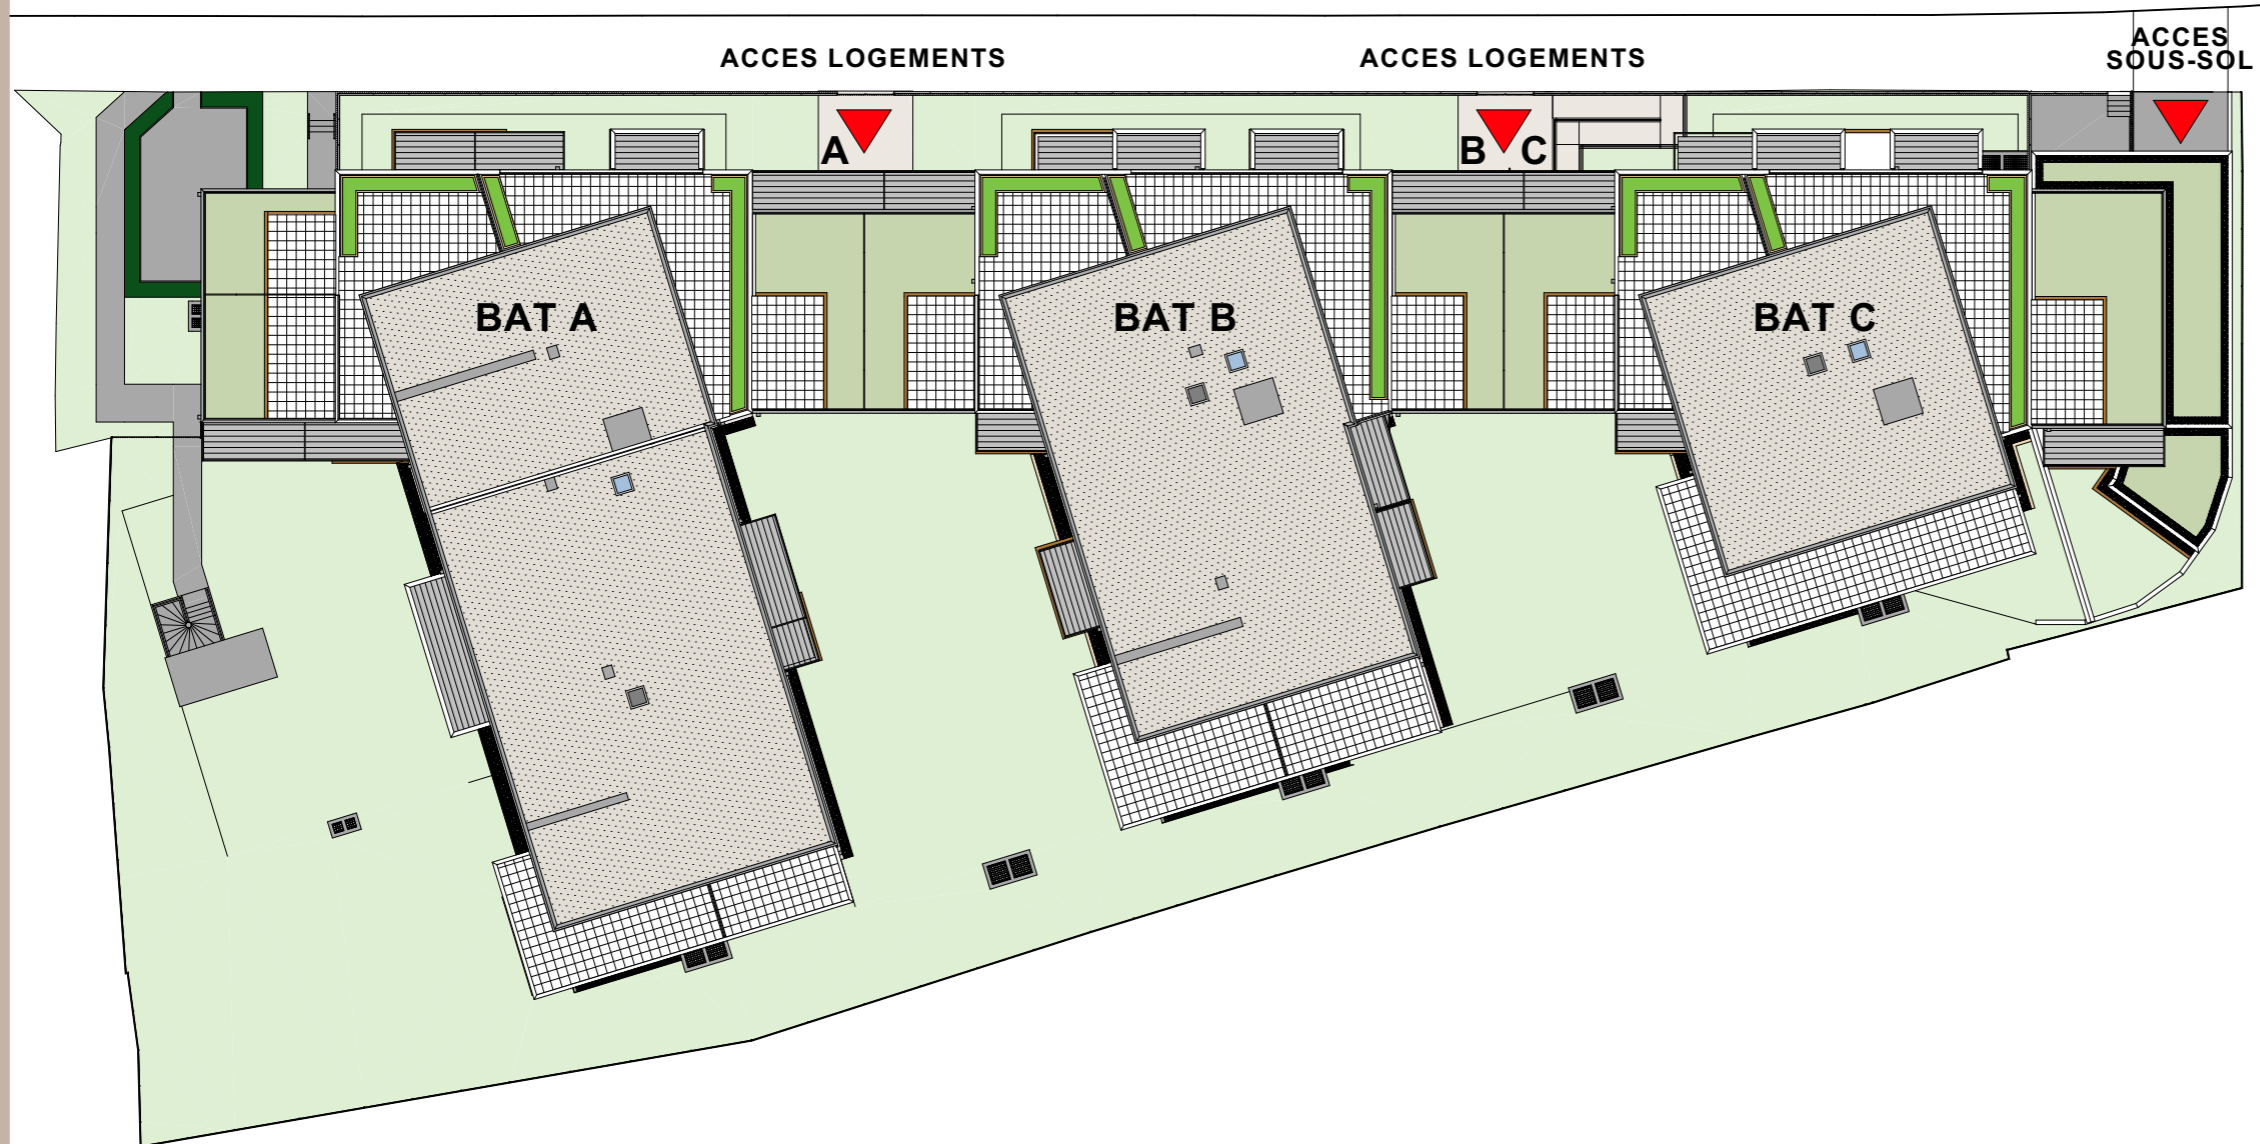 ACCES LOGEMENTS
ACCES LOGEMENTS
ACCES
SOUS-SOL
A
B C
BAT A
BAT B
BAT C